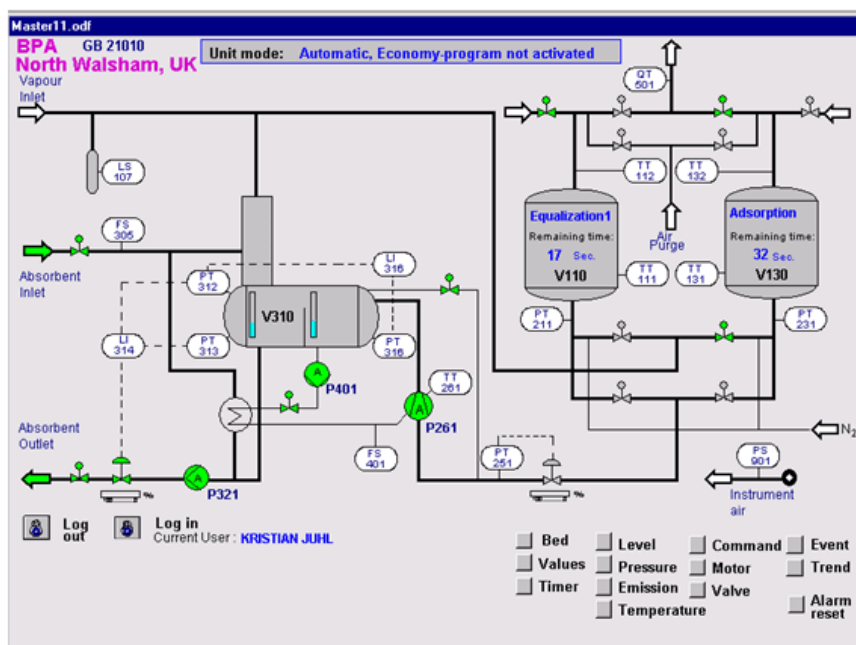 Master11.odf
BPA GB 21010
North Walsham, UK
Unit mode: Automatic, Economy-program not activated
Vapour
Inlet
QT
501
LS
107
TT
112
TT
132
FS
305
Equalization1
Remaining time:
17 Sec.
V110
Adsorption
Remaining time:
32 Sec.
V130
Air
Purge
Absorbent
Inlet
LI
316
PT
312
TT
111
TT
131
V310
PT
211
PT
231
LI
314
PT
313
PT
316
A
P401
TT
261
A
P261
Absorbent
Outlet
FS
401
PT
251
N2
PS
901
A
P321
%
%
Instrument
air
Log
out
Log in
Current User : KRISTIAN JUHL
Bed
Level
Command
Event
Values
Pressure
Motor
Trend
Timer
Emission
Valve
Temperature
Alarm
reset